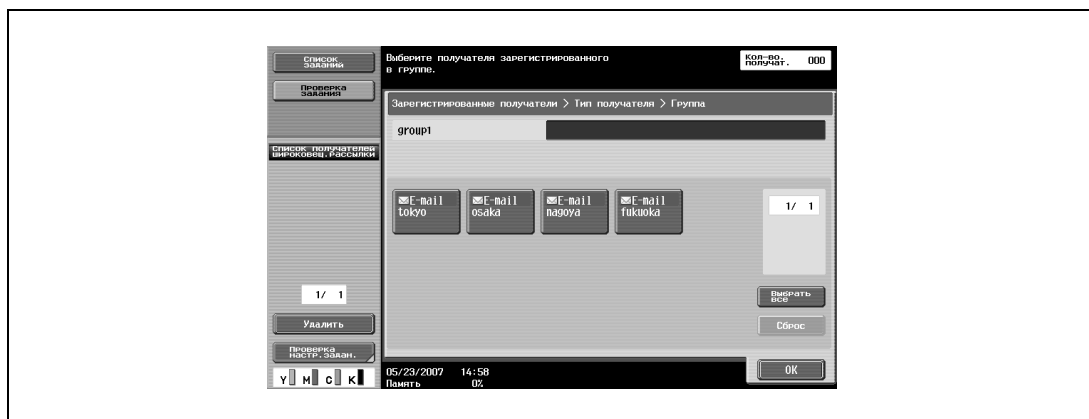 Список
заданий
Проверка
задания
Список получателей
широковещ.рассылки
1/ 1
Удалить
Проверка
настр.задан.
Y M C K
Выберите получателя зарегистрированного
в группе.
Кол-во.
получат. 000
Зарегистрированные получатели > Тип получателя > Группа
group1
E-mail
tokyo
E-mail
osaka
E-mail
nagoya
E-mail
fukuoka
1/ 1
Выбрать
все
Сброс
05/23/2007 14:58
Память 0%
OK